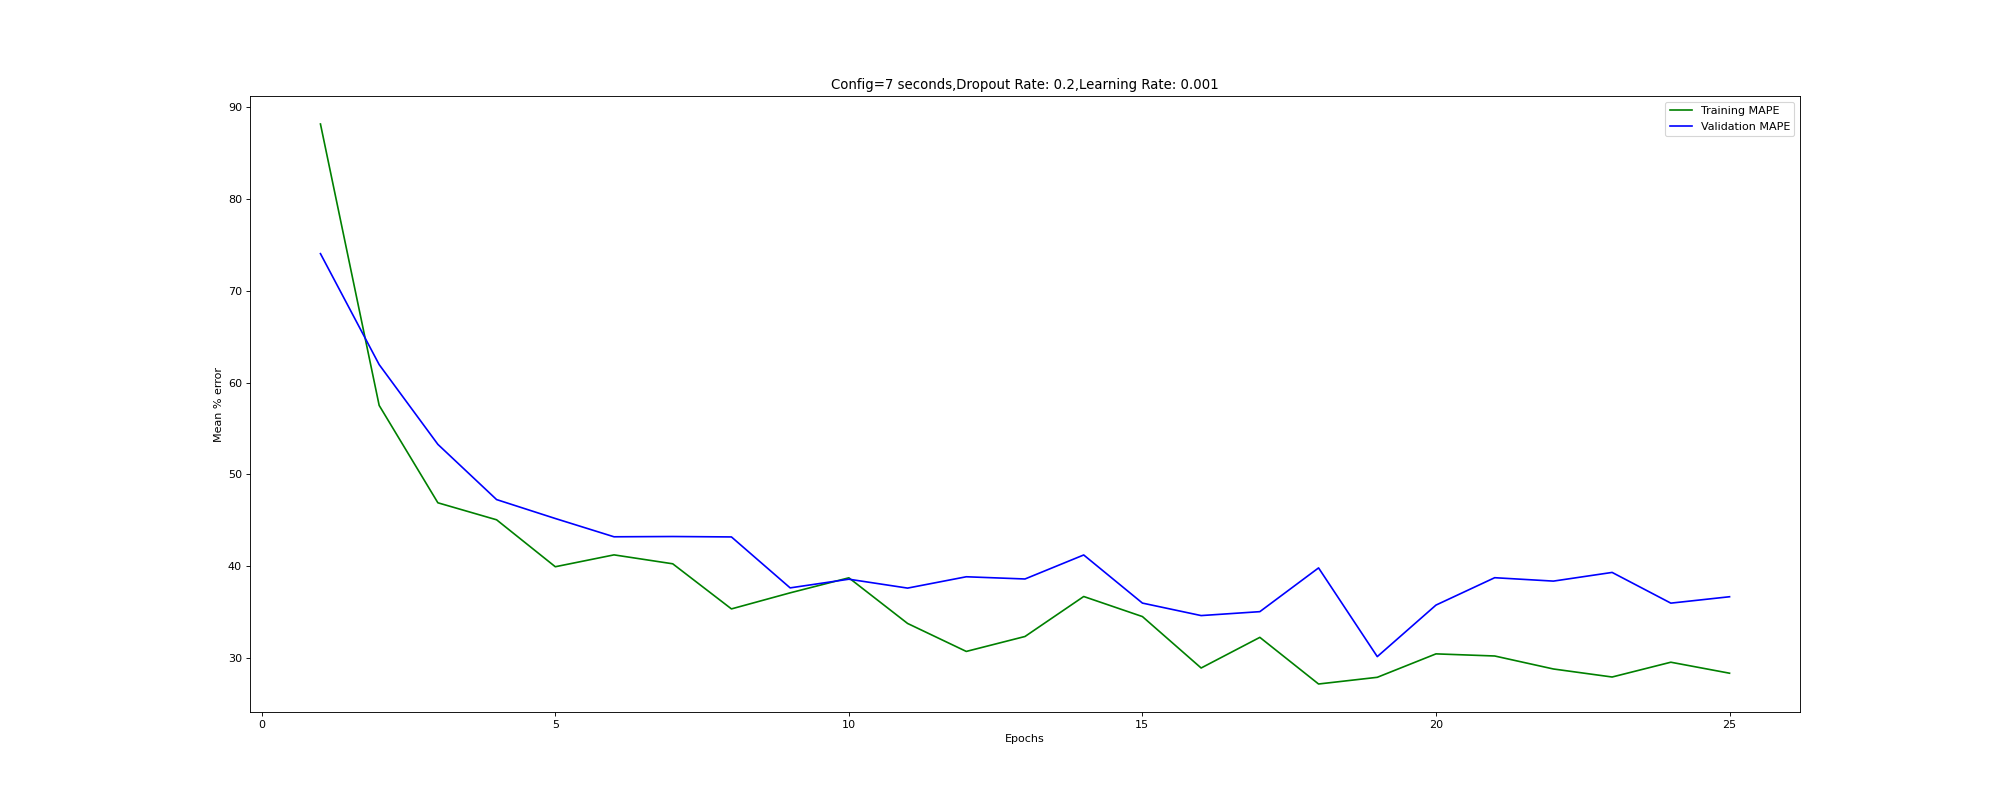 Config=7 seconds,Dropout Rate: 0.2,Learning Rate: 0.001
Training MAPE
Validation MAPE
90
80
70
60
50
40
30
Mean % error
0 5 10 15 20 25
Epochs